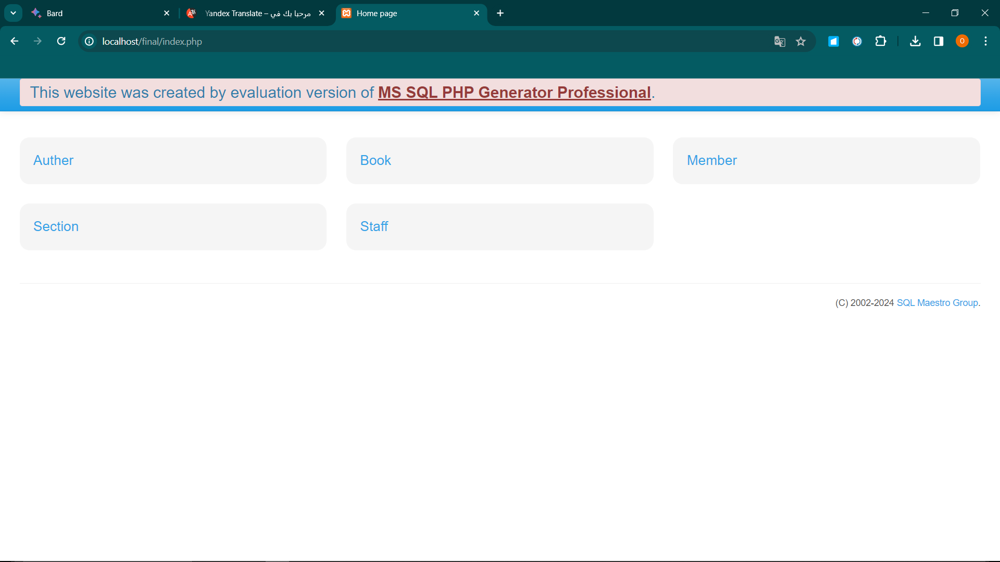 Bard
Yandex Translate – مرحبا بك في
Home page
localhost/final/index.php
O
This website was created by evaluation version of MS SQL PHP Generator Professional.
Auther
Book
Member
Section
Staff
(C) 2002-2024 SQL Maestro Group.